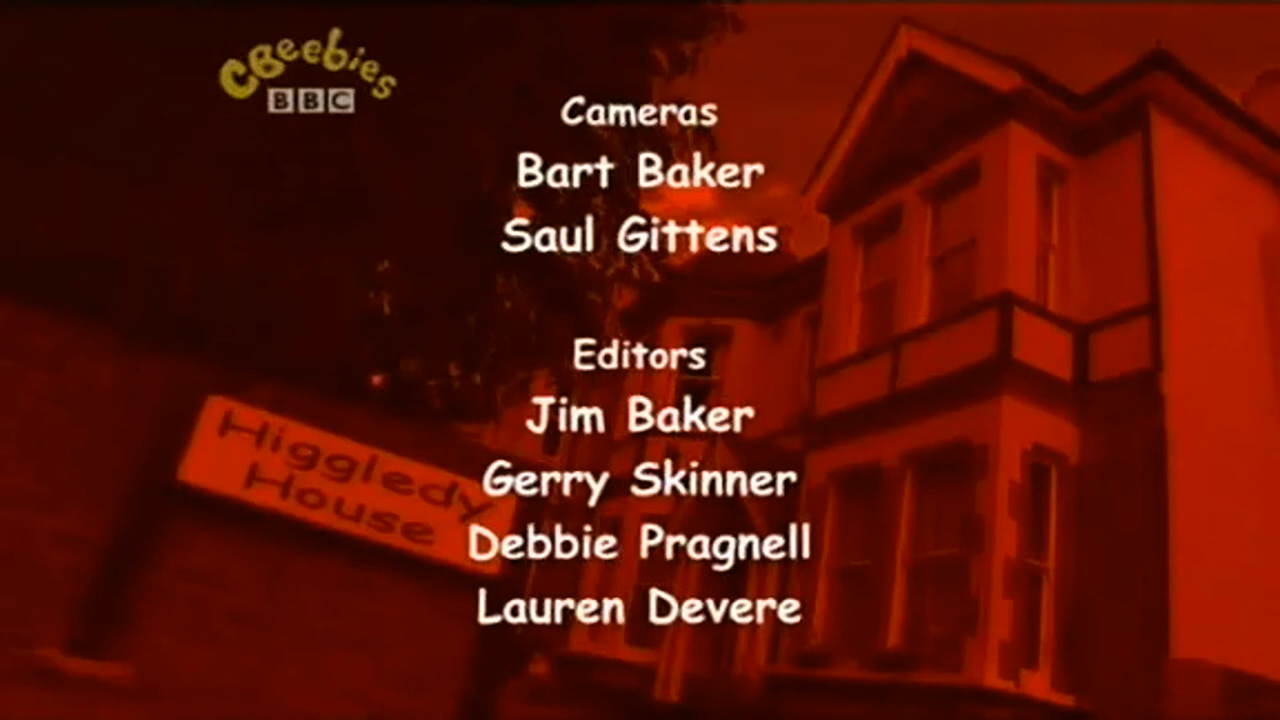 CBeebies
BBC
Cameras
Bart Baker
Saul Gittens
Editors
Jim Baker
Gerry Skinner
Debbie Pragnell
Lauren Devere
Higgledy
House